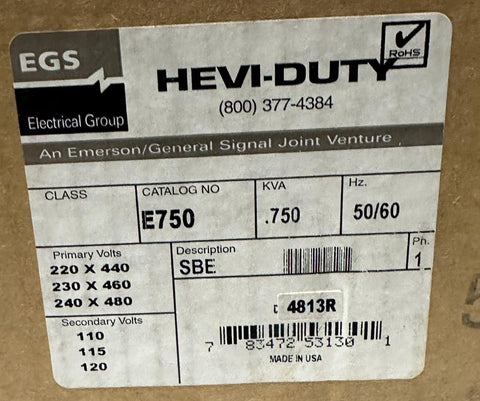 EGS
Electrical Group
HEVI-DUTY
RoHS
(800) 377-4384
An Emerson/General Signal Joint Venture
CLASS
CATALOG NO
E750
KVA
.750
Hz.
50/60
Primary Volts
220 X 440
230 X 460
240 X 480
Description
SBE
Ph.
1
Secondary Volts
110
115
120
4813R
7 83472 53130 1
MADE IN USA